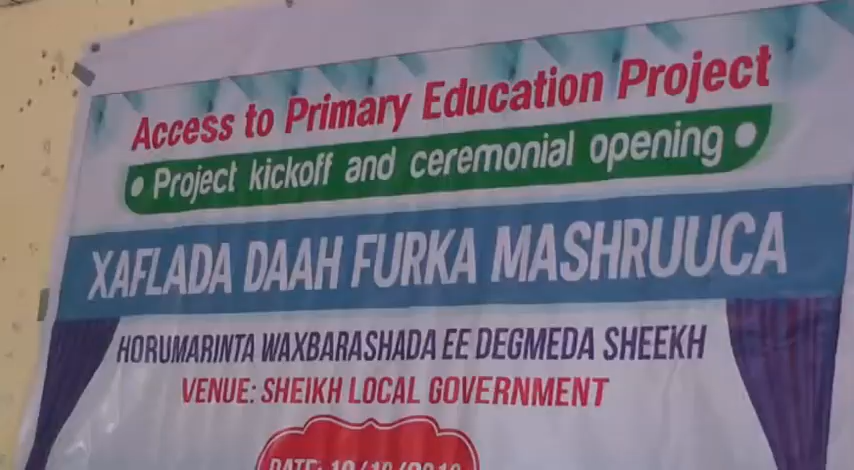 Access to Primary Education Project
• Project kickoff and ceremonial opening •
XAFLADA DAAH FURKA MASHRUUCA
HORUMARINTA WAXBARASHADA EE DEGMEDA SHEEKH
VENUE: SHEIKH LOCAL GOVERNMENT
DATE: